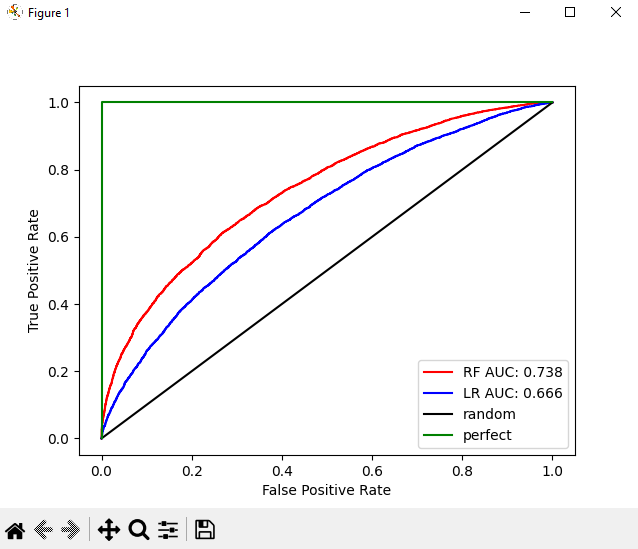 Figure 1
1.0
0.8
0.6
0.4
0.2
0.0
True Positive Rate
RF AUC: 0.738
LR AUC: 0.666
random
perfect
0.0 0.2 0.4 0.6 0.8 1.0
False Positive Rate